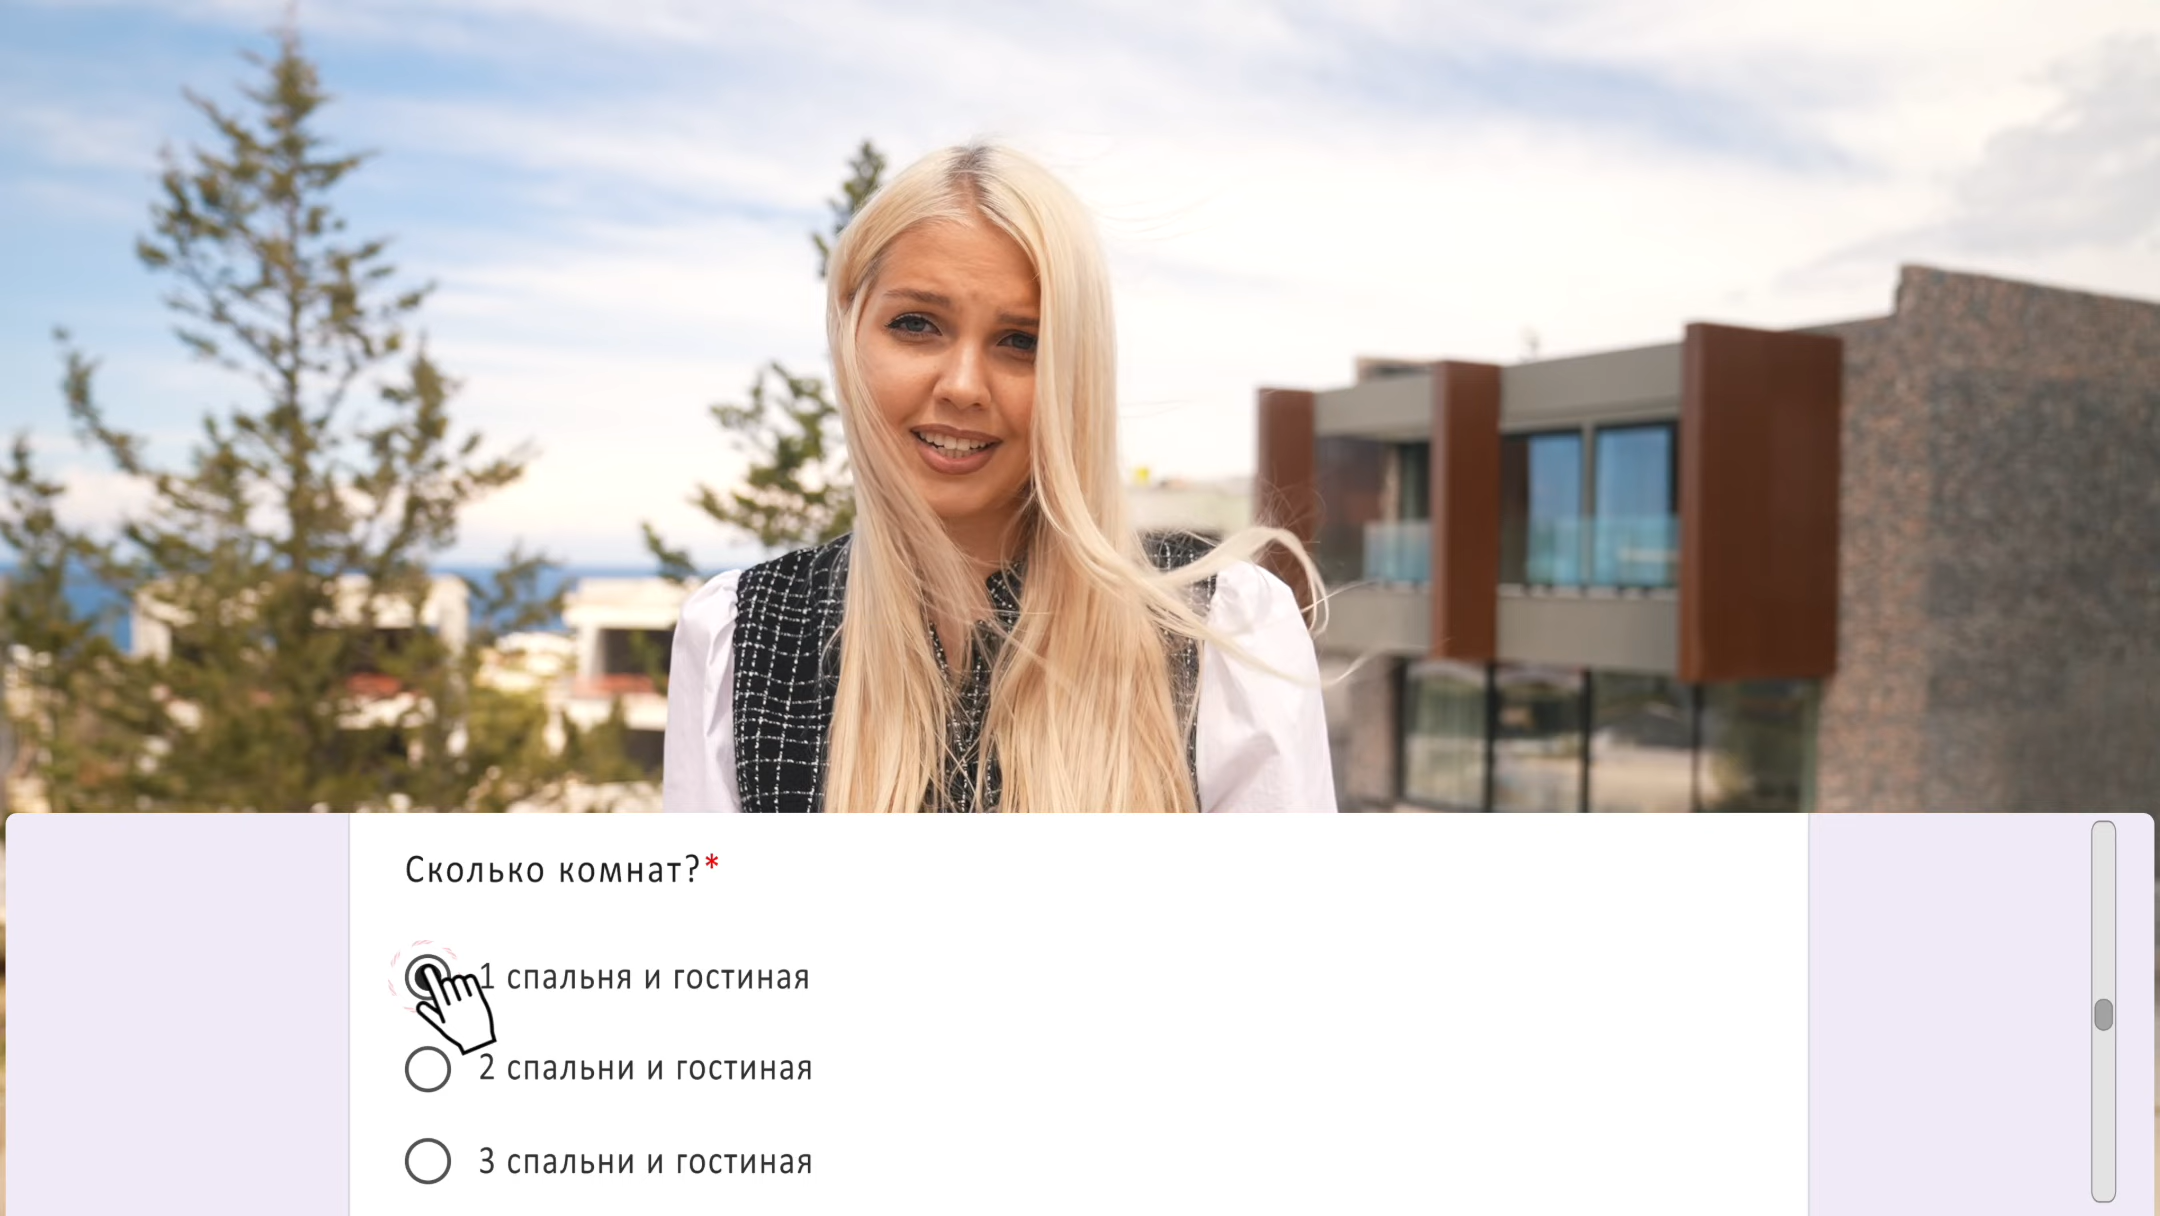 Сколько комнат?*
1 спальня и гостиная
2 спальни и гостиная
3 спальни и гостиная